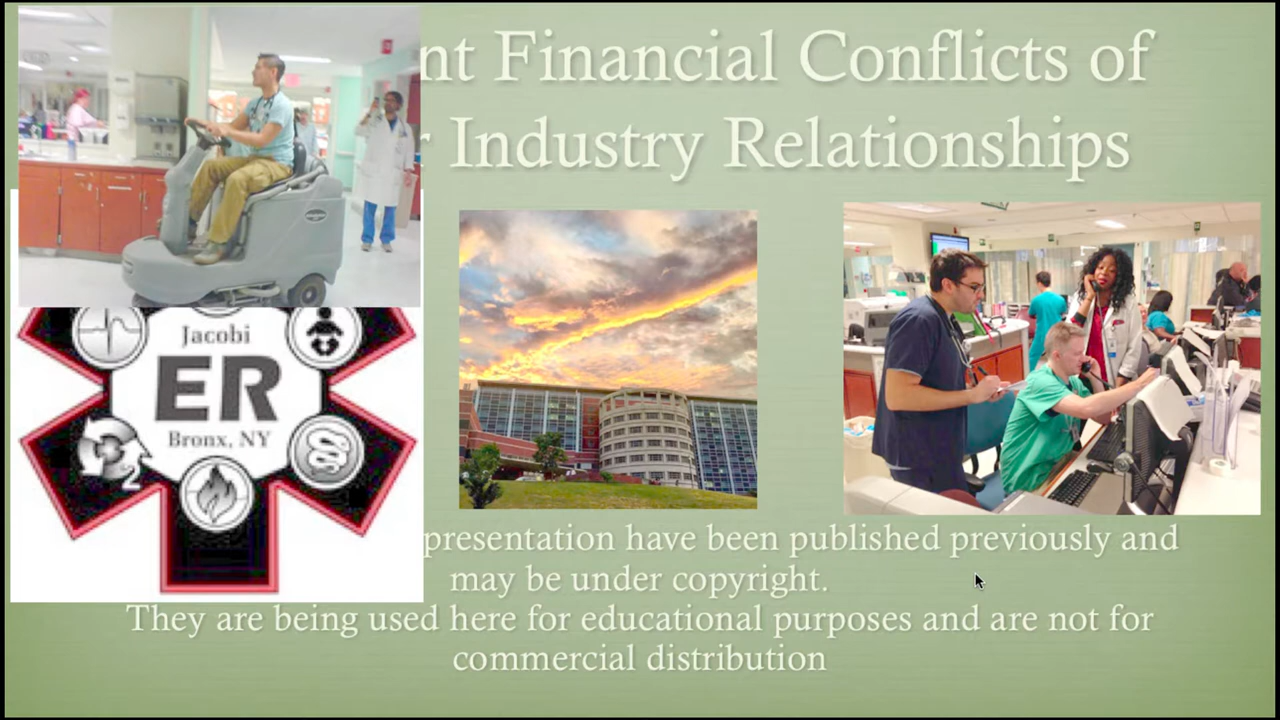 nt Financial Conflicts of
r Industry Relationships
Jacobi
ER
Bronx, NY
2
presentation have been published previously and
may be under copyright.
They are being used here for educational purposes and are not for
commercial distribution